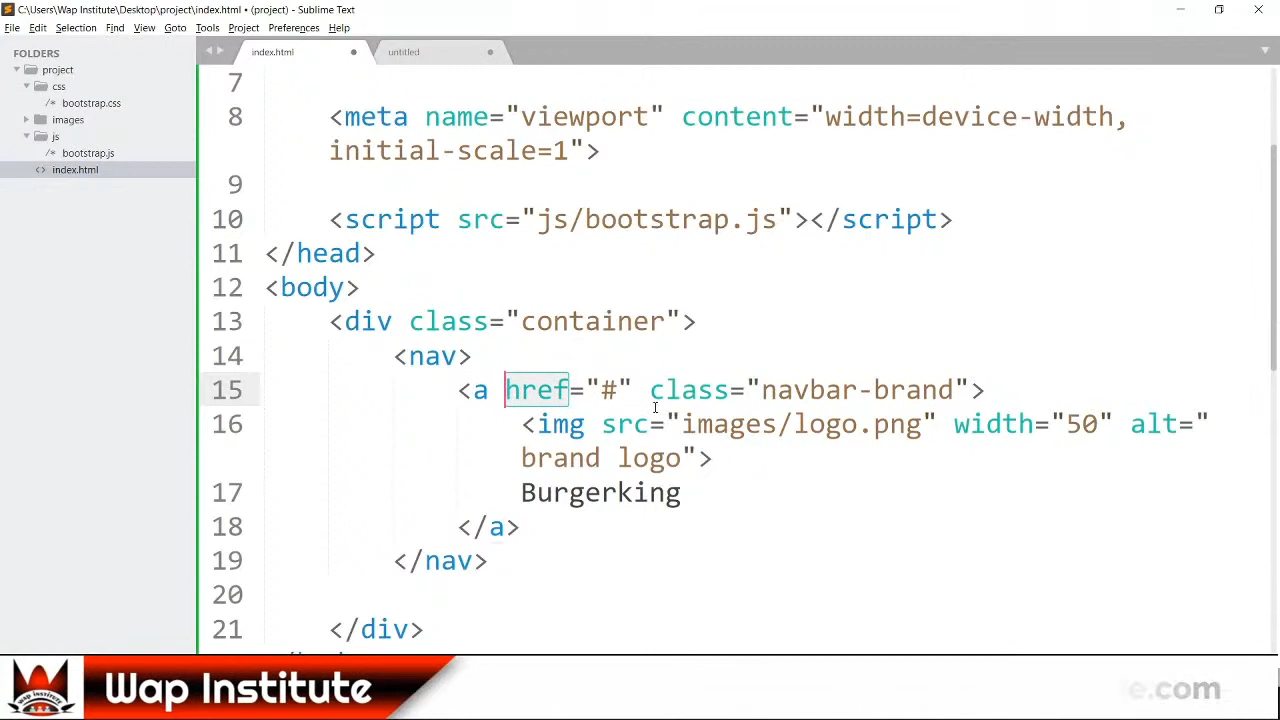 C:\Users\Wap Institute\Desktop\project\index.html • (project) - Sublime Text
File Edit Selection Find View Goto Tools Project Preferences Help
FOLDERS
project
css
/* bootstrap.css
images
js
/* bootstrap.js
<> index.html
index.html
untitled
7
8 <meta name="viewport" content="width=device-width,
initial-scale=1">
9
10 <script src="js/bootstrap.js"></script>
11 </head>
12 <body>
13 <div class="container">
14 <nav>
15 <a href="#" class="navbar-brand">
16 <img src="images/logo.png" width="50" alt="
brand logo">
17 Burgerking
18 </a>
19 </nav>
20
21 </div>
WAP INSTITUTE
Wap Institute
e.com